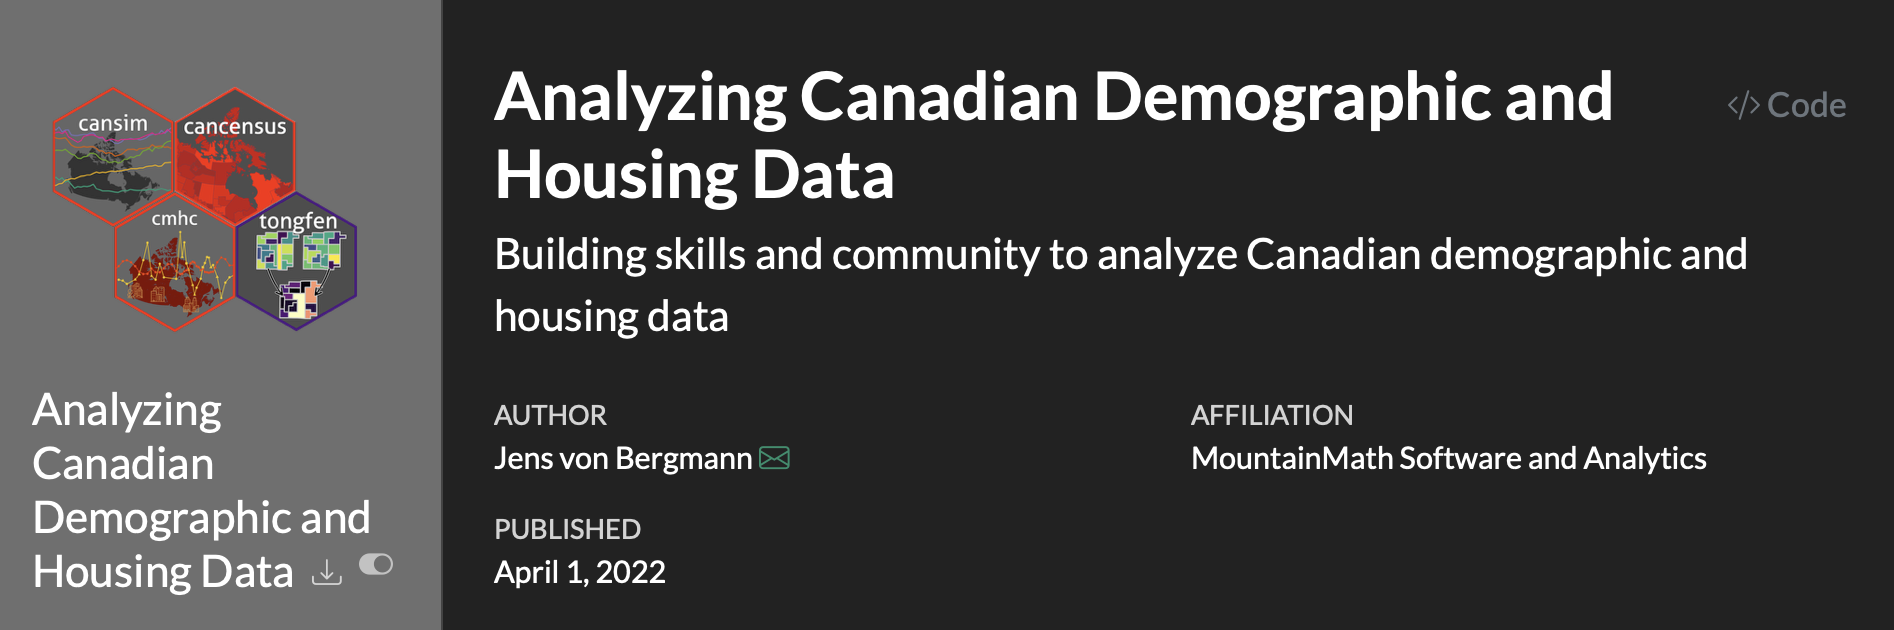 cansim
cancensus
cmhc
tongfen
Analyzing
Canadian
Demographic and
Housing Data
Analyzing Canadian Demographic and
Housing Data
</> Code
Building skills and community to analyze Canadian demographic and
housing data
AUTHOR
Jens von Bergmann
AFFILIATION
MountainMath Software and Analytics
PUBLISHED
April 1, 2022